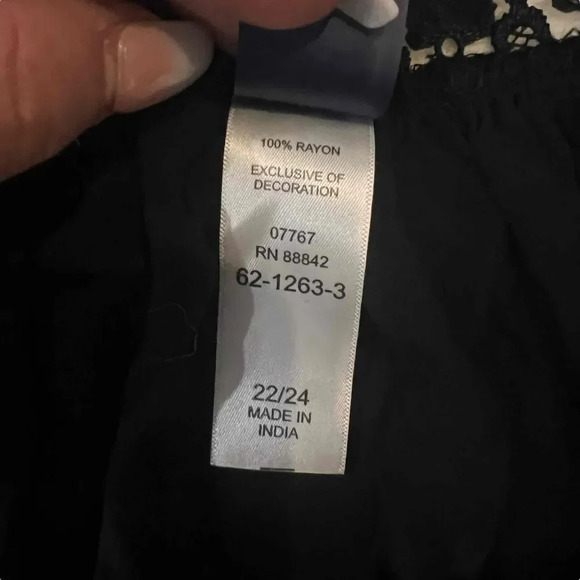 100% RAYON
EXCLUSIVE OF
DECORATION
07767
RN 88842
62-1263-3
22/24
MADE IN
INDIA